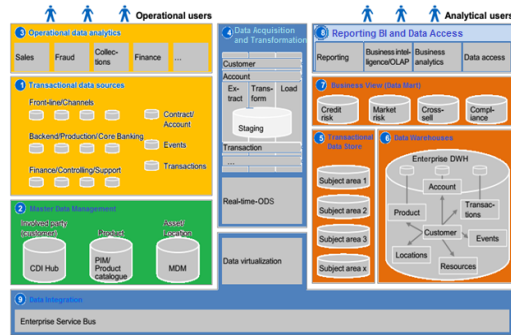 Operational users
Analytical users
3 Operational data analytics
Sales
Fraud
Collec-
tions
Finance
...
1 Transactional data sources
Front-line/Channels
Backend/Production/Core Banking
Finance/Controlling/Support
Contract/
Account
Events
Transactions
2 Master Data Management
Involved party
(customer)
Product
Asset/
Location
CDI Hub
PIM/
Product
catalogue
MDM
4 Data Acquisition
and Transformation
Customer
Account
Ex-
tract
Trans-
form
Load
Staging
Transaction
...
Real-time-ODS
Data virtualization
8 Reporting BI and Data Access
Reporting
Business intel-
ligence/OLAP
Business
analytics
Data access
7 Business View (Data Mart)
Credit
risk
Market
risk
Cross-
sell
Compl-
iance
5 Transactional
Data Store
Subject area 1
Subject area 2
Subject area 3
Subject area x
6 Data Warehouse
Enterprise DWH
Account
Product
Transac-
tions
Customer
Events
Locations
Resources
9 Data Integration
Enterprise Service Bus